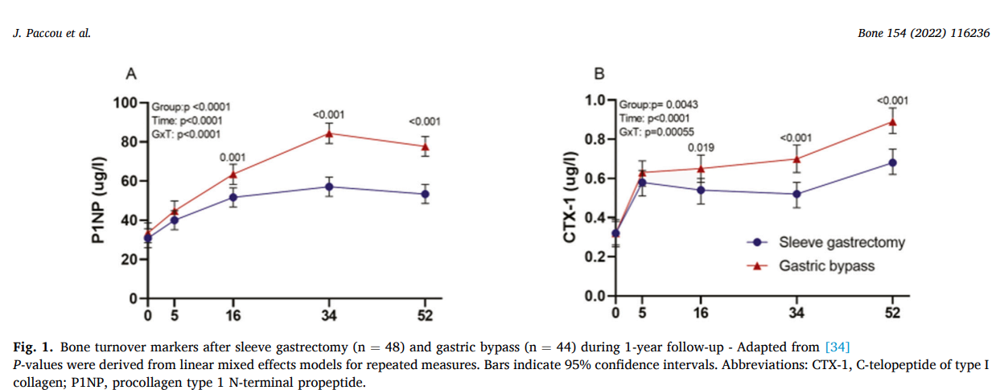 J. Paccou et al.
Bone 154 (2022) 116236
A
Group:p <0.0001
Time: p<0.0001
GxT: p<0.0001
100
80
60
40
20
0
P1NP (ug/l)
0.001
<0.001
<0.001
0 5 16 34 52
B
Group:p= 0.0043
Time: p<0.0001
GxT: p=0.00055
1.0
0.8
0.6
0.4
0.2
0.0
CTX-1 (ug/l)
0.019
<0.001
<0.001
Sleeve gastrectomy
Gastric bypass
0 5 16 34 52
Fig. 1. Bone turnover markers after sleeve gastrectomy (n = 48) and gastric bypass (n = 44) during 1-year follow-up - Adapted from [34]
P-values were derived from linear mixed effects models for repeated measures. Bars indicate 95% confidence intervals. Abbreviations: CTX-1, C-telopeptide of type I
collagen; P1NP, procollagen type 1 N-terminal propeptide.